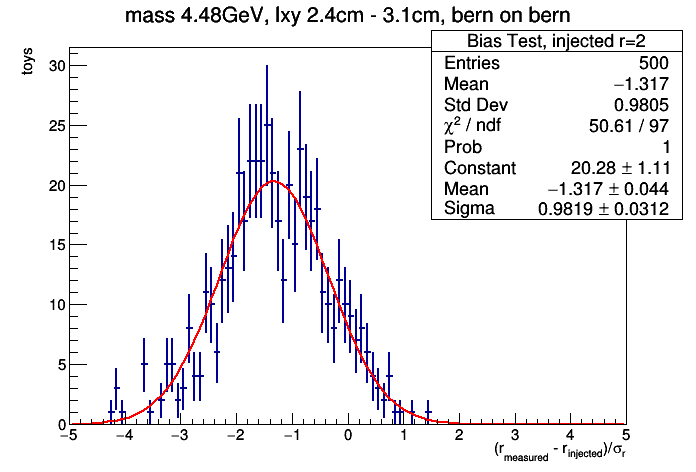 mass 4.48GeV, lxy 2.4cm - 3.1cm, bern on bern
Bias Test, injected r=2
Entries 500
Mean −1.317
Std Dev 0.9805
χ² / ndf 50.61 / 97
Prob 1
Constant 20.28 ± 1.11
Mean −1.317 ± 0.044
Sigma 0.9819 ± 0.0312
toys
30
25
20
15
10
5
0
−5 −4 −3 −2 −1 0 1 2 3 4 5
(r_measured - r_injected)/σ_r